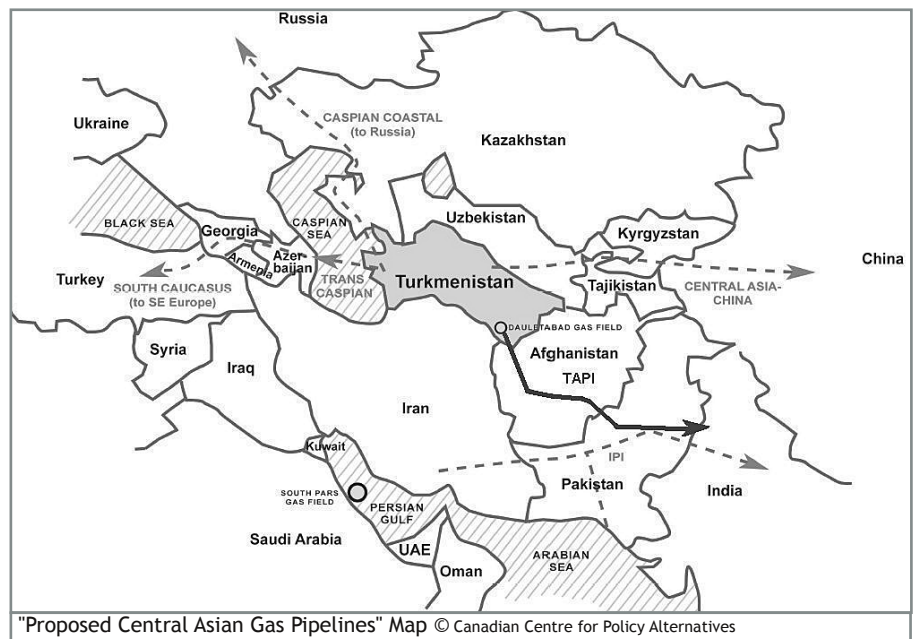 Russia
Ukraine
CASPIAN COASTAL
(to Russia)
Kazakhstan
BLACK SEA
Georgia
CASPIAN
SEA
Uzbekistan
Kyrgyzstan
Armenia
Azer-
baijan
China
Turkey
SOUTH CAUCASUS
(to SE Europe)
TRANS
CASPIAN
Turkmenistan
Tajikistan
CENTRAL ASIA-
CHINA
DAULETABAD GAS FIELD
Syria
Iraq
Afghanistan
TAPI
Iran
Kuwait
IPI
SOUTH PARS
GAS FIELD
PERSIAN
GULF
Pakistan
India
Saudi Arabia
UAE
Oman
ARABIAN
SEA
"Proposed Central Asian Gas Pipelines" Map © Canadian Centre for Policy Alternatives